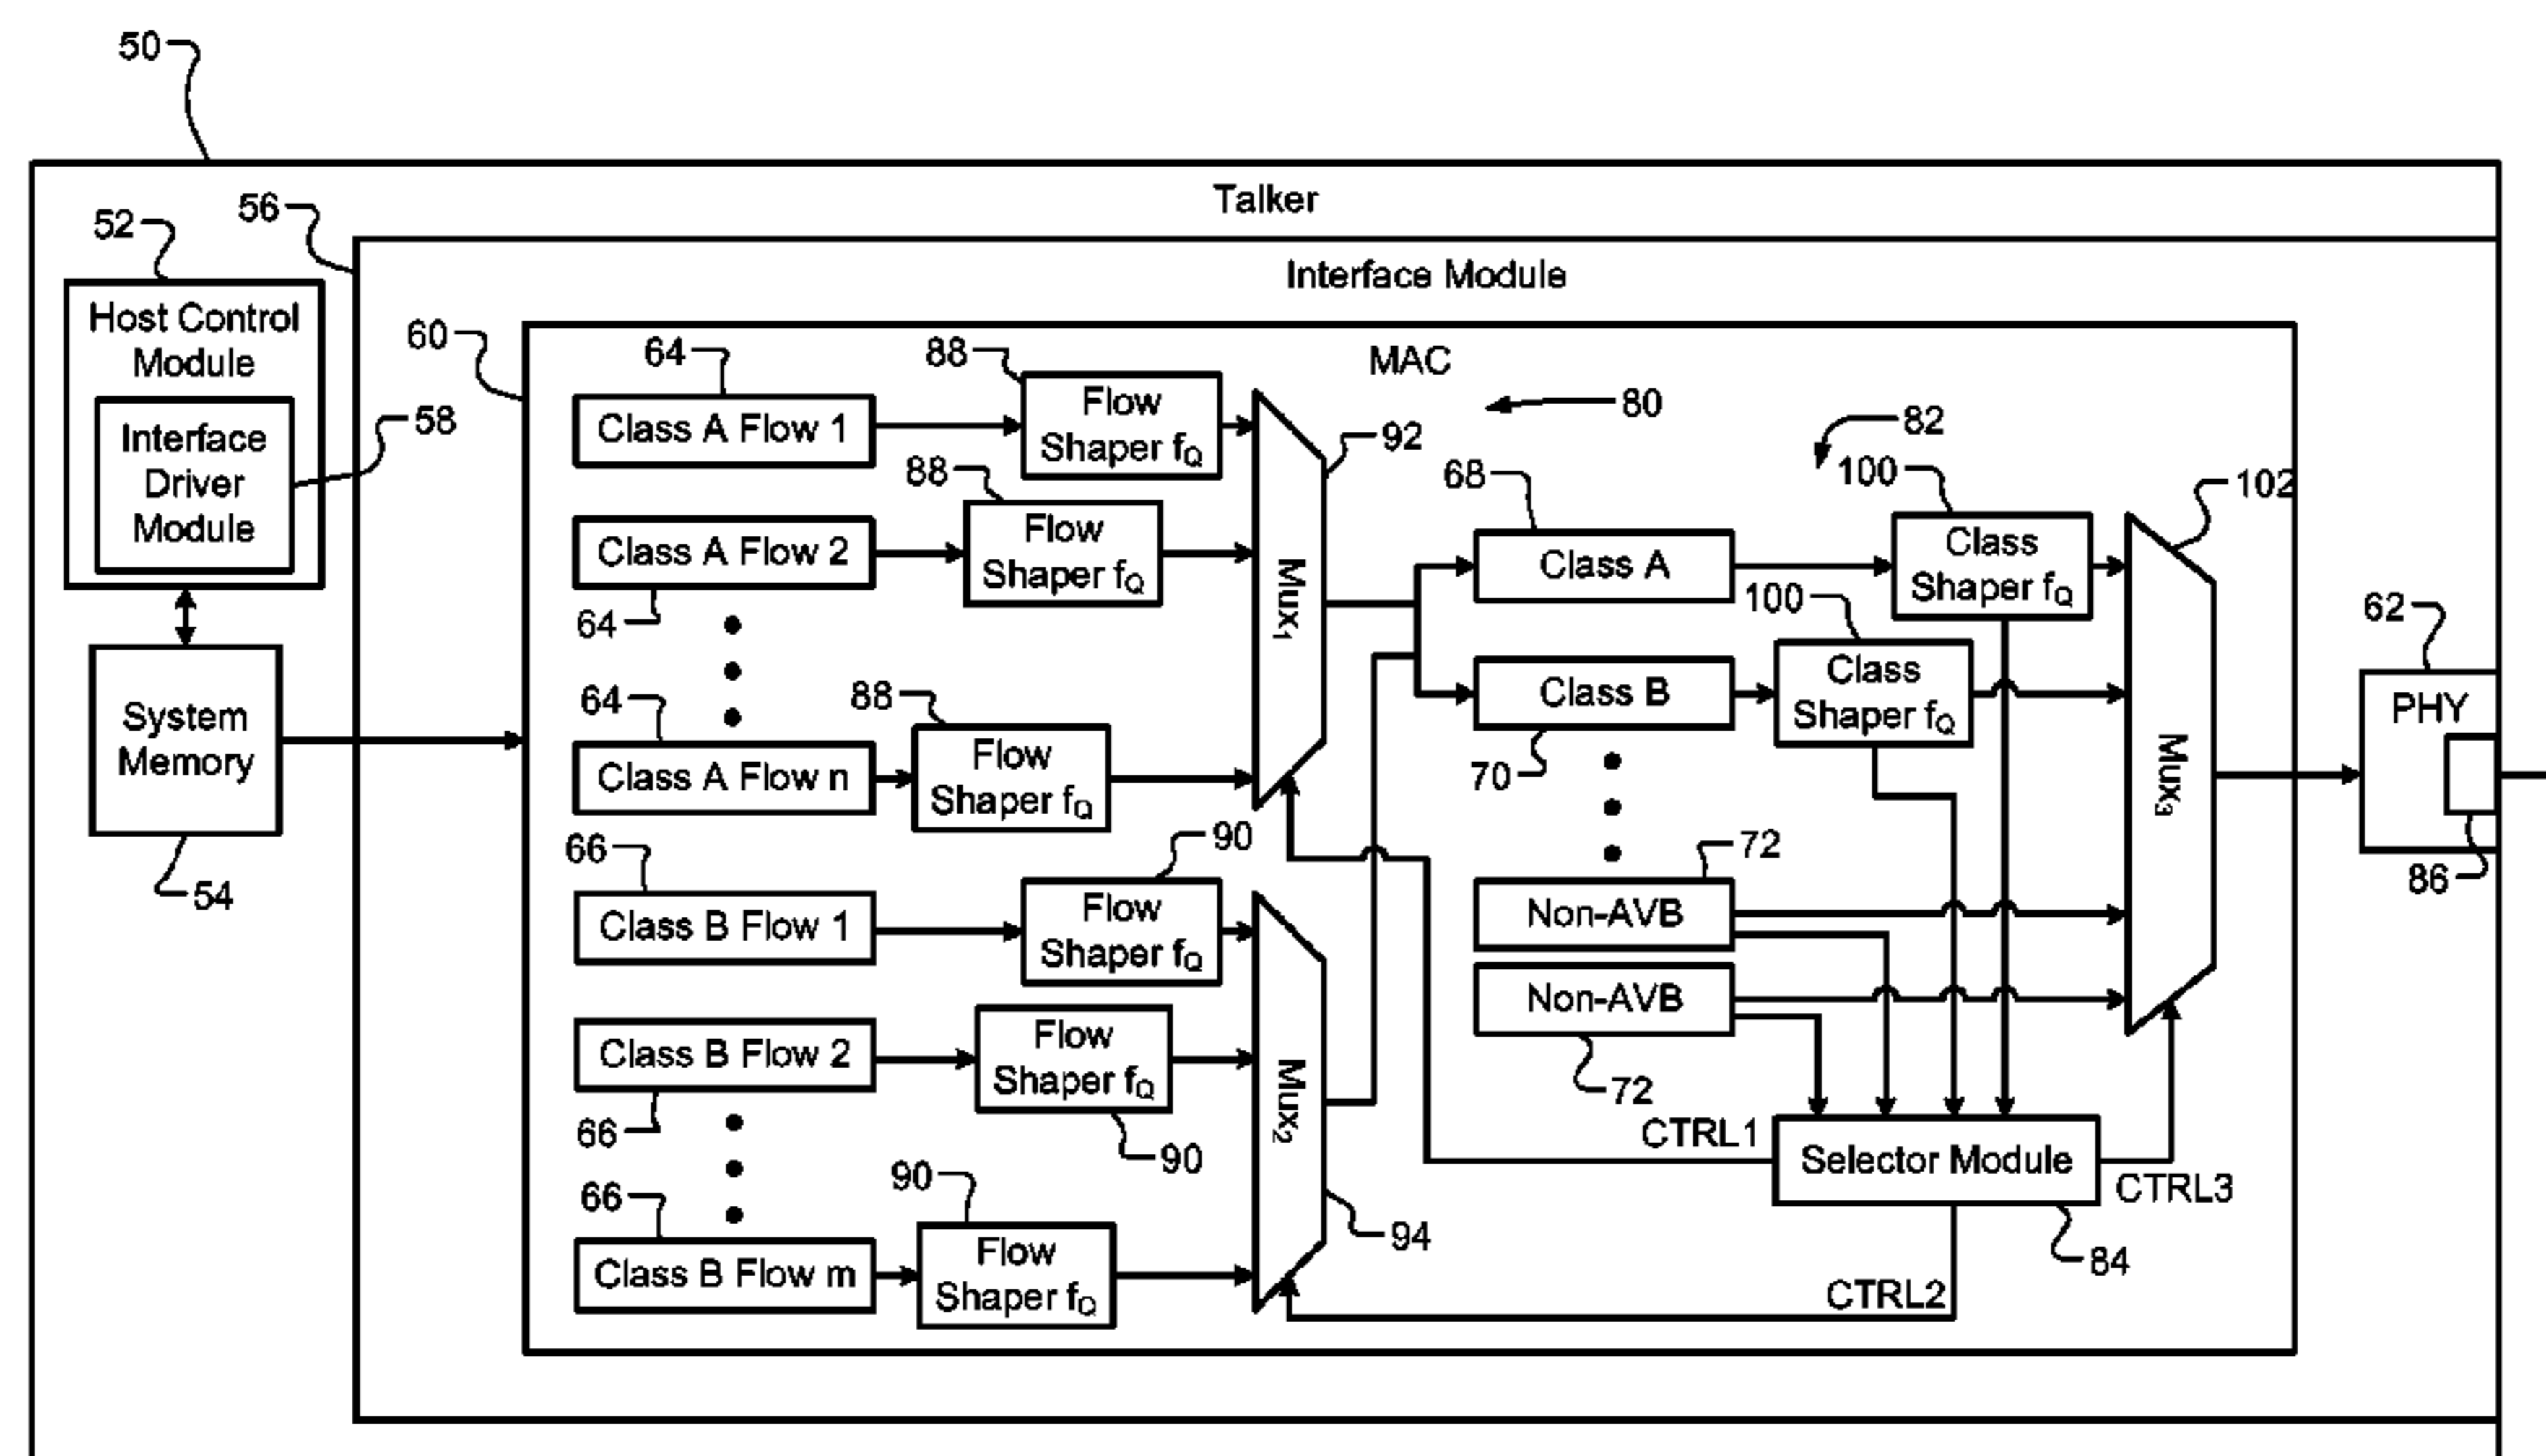 50
Talker
56
52
Interface Module
Host Control
Module
Interface
Driver
Module
58
System
Memory
54
60
MAC
64
88
Class A Flow 1
Flow
Shaper fQ
88
Class A Flow 2
Flow
Shaper fQ
64
64
88
Class A Flow n
Flow
Shaper fQ
92
Mux1
66
90
Class B Flow 1
Flow
Shaper fQ
Class B Flow 2
Flow
Shaper fQ
66
90
66
90
Class B Flow m
Flow
Shaper fQ
Mux2
94
80
82
68
100
102
Class A
Class
Shaper fQ
100
Class B
Class
Shaper fQ
70
72
Non-AVB
Non-AVB
72
Mux3
CTRL1
Selector Module
CTRL3
84
CTRL2
62
PHY
86